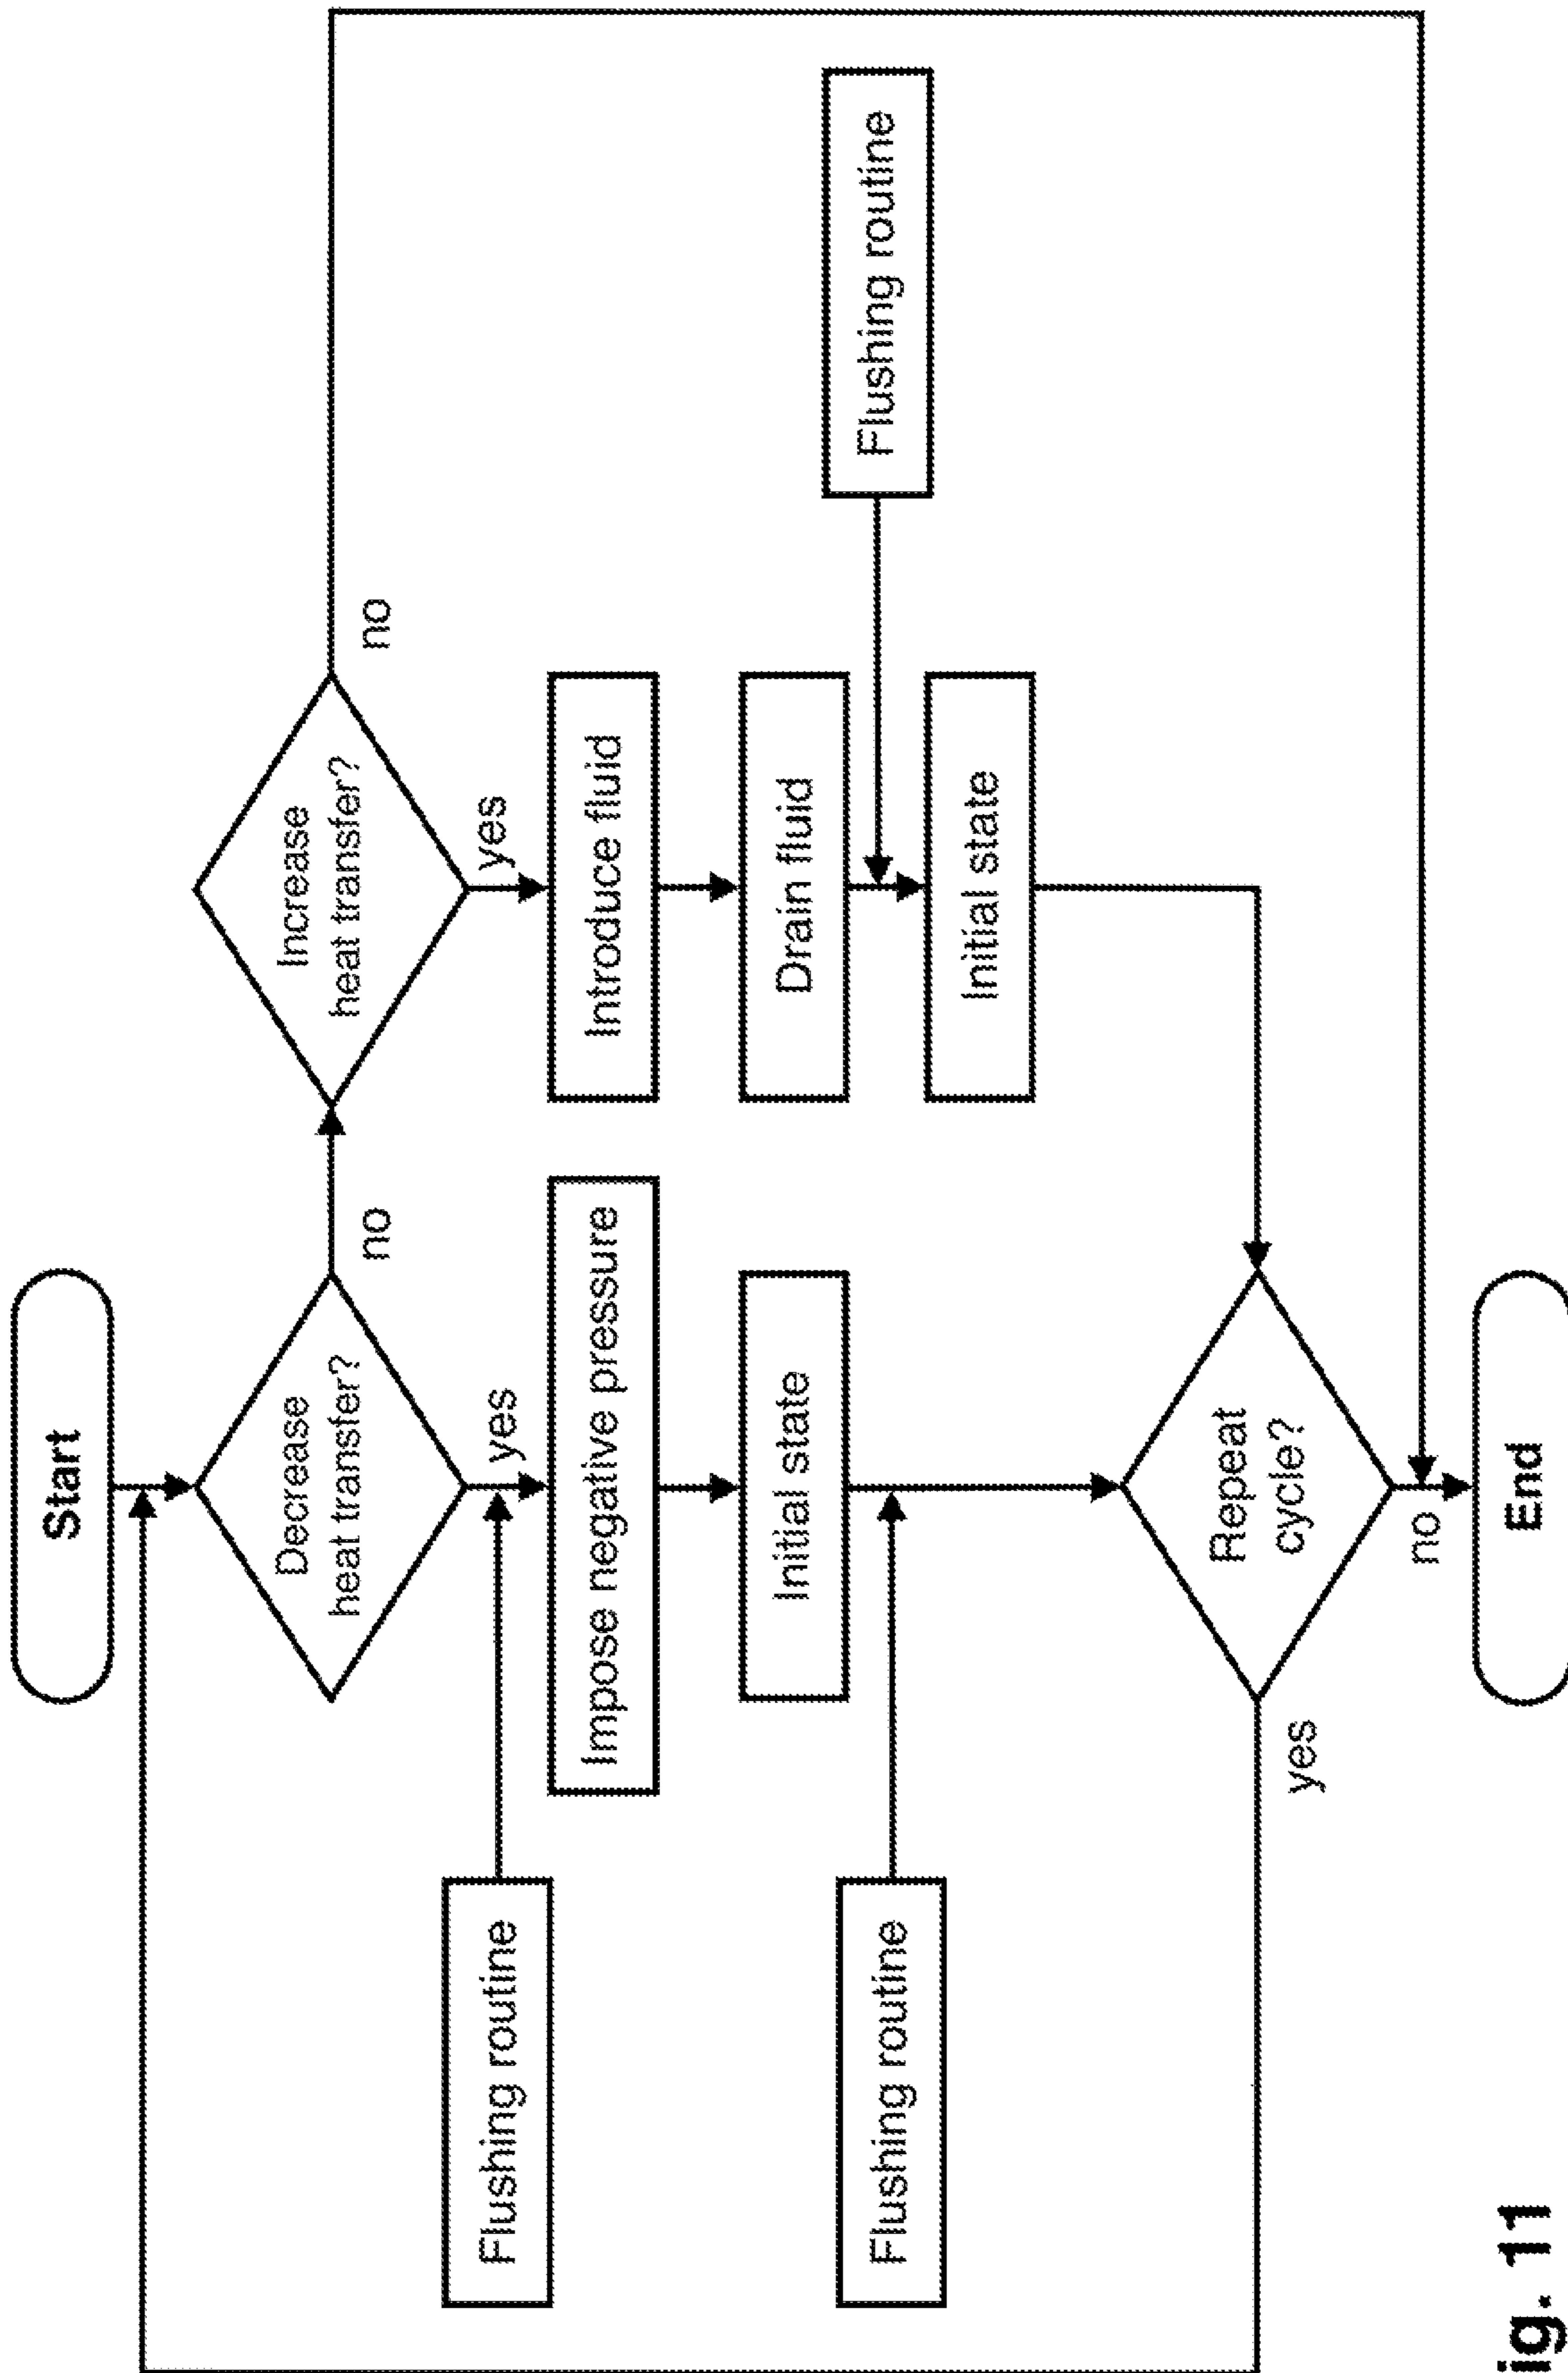 Start
Decrease
heat transfer?
no
Increase
heat transfer?
no
yes
yes
Flushing routine
Impose negative pressure
Introduce fluid
Initial state
Drain fluid
Flushing routine
Flushing routine
Initial state
Repeat
cycle?
yes
no
End
ig. 11